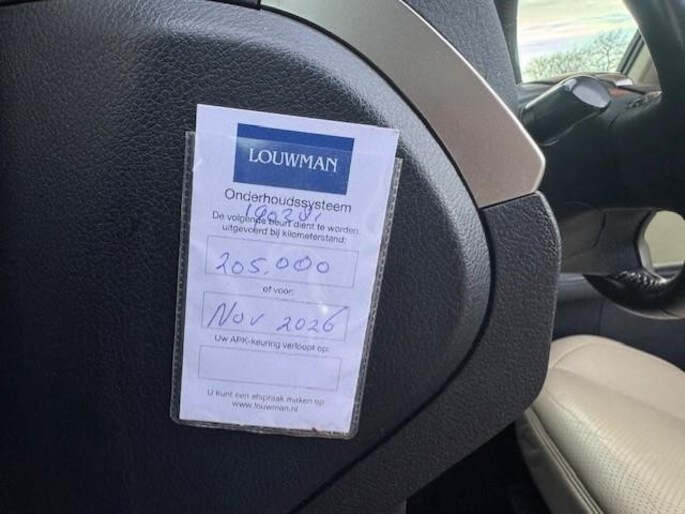 LOUWMAN
Onderhoudssysteem
De volgende beurt dient te worden
uitgevoerd bij kilometerstand:
205.000
of voor:
Nov 2026
Uw APK-keuring verloopt op:
U kunt een afspraak maken op
www.louwman.nl